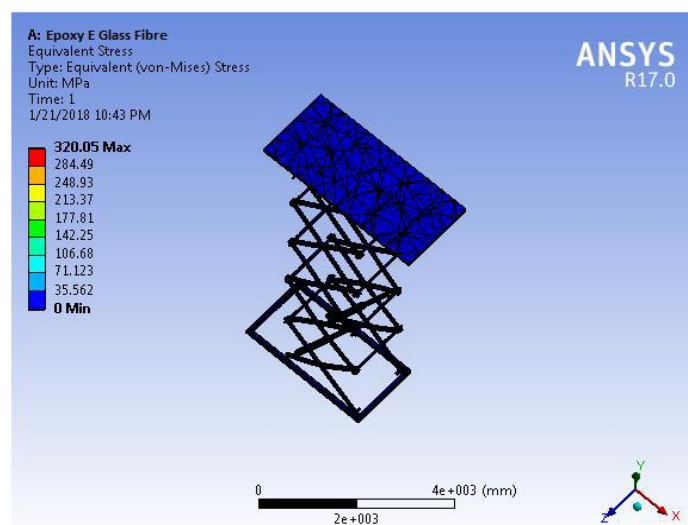 A: Epoxy E Glass Fibre
Equivalent Stress
Type: Equivalent (von-Mises) Stress
Unit: MPa
Time: 1
1/21/2018 10:43 PM
ANSYS
R17.0
320.05 Max
284.49
248.93
213.37
177.81
142.25
106.68
71.123
35.562
0 Min
0
4e+003 (mm)
2e+003
Y
Z
X